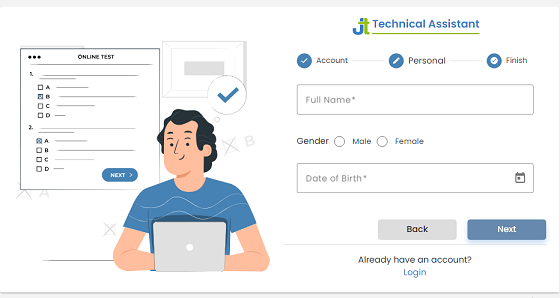 jt Technical Assistant
ONLINE TEST
1.
A
B
C
D
2.
A
B
C
D
NEXT >
A
B
Account
Personal
Finish
Full Name*
Gender Male Female
Date of Birth*
Back Next
Already have an account?
Login